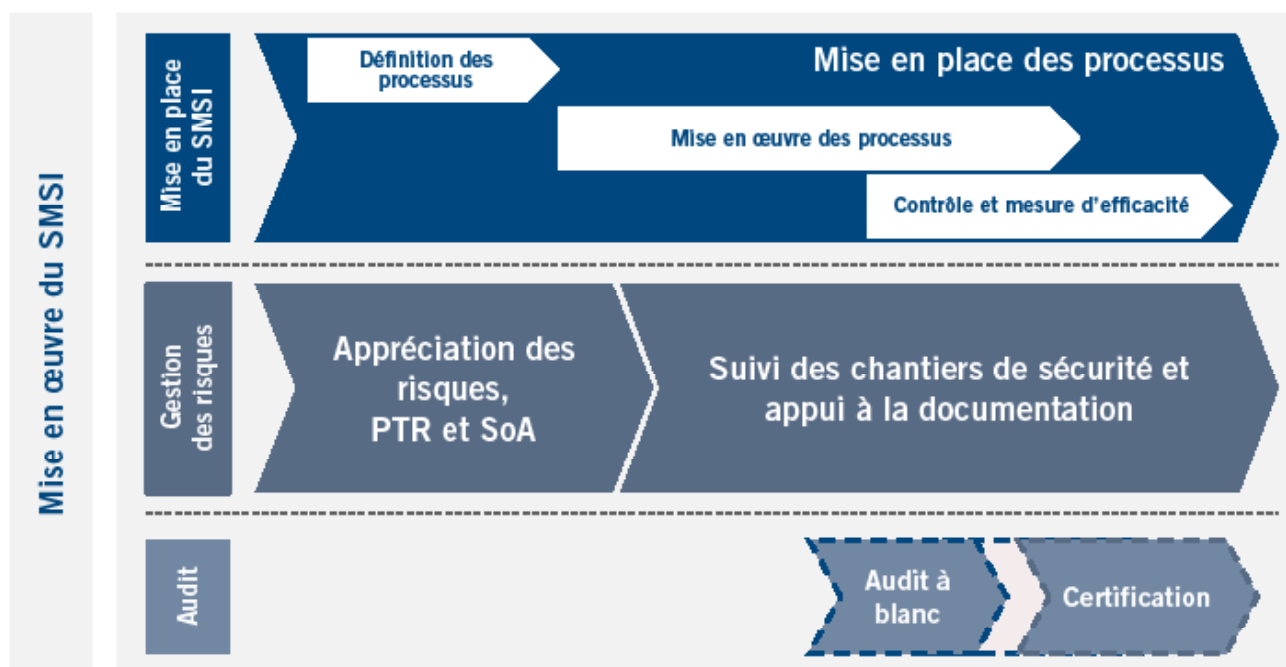 Mise en œuvre du SMSI
Mise en place
du SMSI
Définition des
processus
Mise en place des processus
Mise en œuvre des processus
Contrôle et mesure d'efficacité
Gestion
des risques
Appréciation des
risques,
PTR et SoA
Suivi des chantiers de sécurité et
appui à la documentation
Audit
Audit à
blanc
Certification